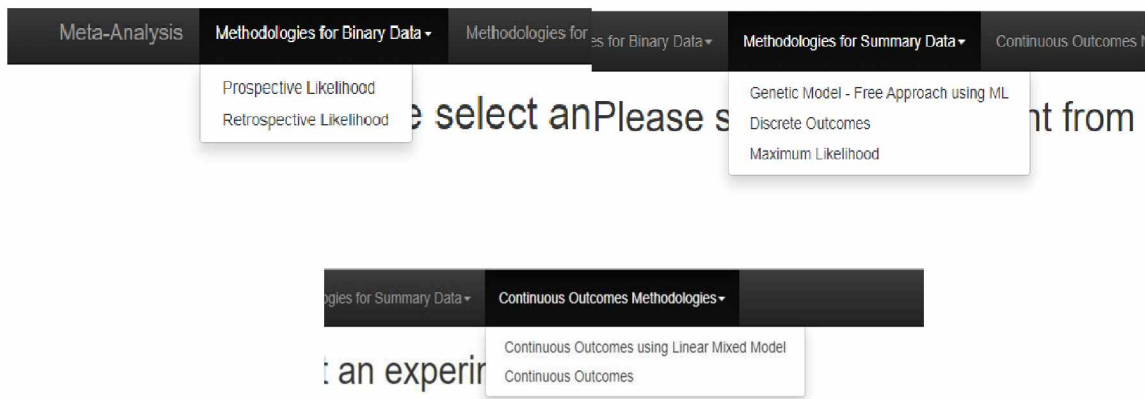 Meta-Analysis Methodologies for Binary Data Methodologies for
Prospective Likelihood
Retrospective Likelihood
select an
es for Binary Data Methodologies for Summary Data Continuous Outcomes
Genetic Model - Free Approach using ML
Discrete Outcomes
Maximum Likelihood
Please s nt from
ogies for Summary Data Continuous Outcomes Methodologies
Continuous Outcomes using Linear Mixed Model
Continuous Outcomes
t an experin